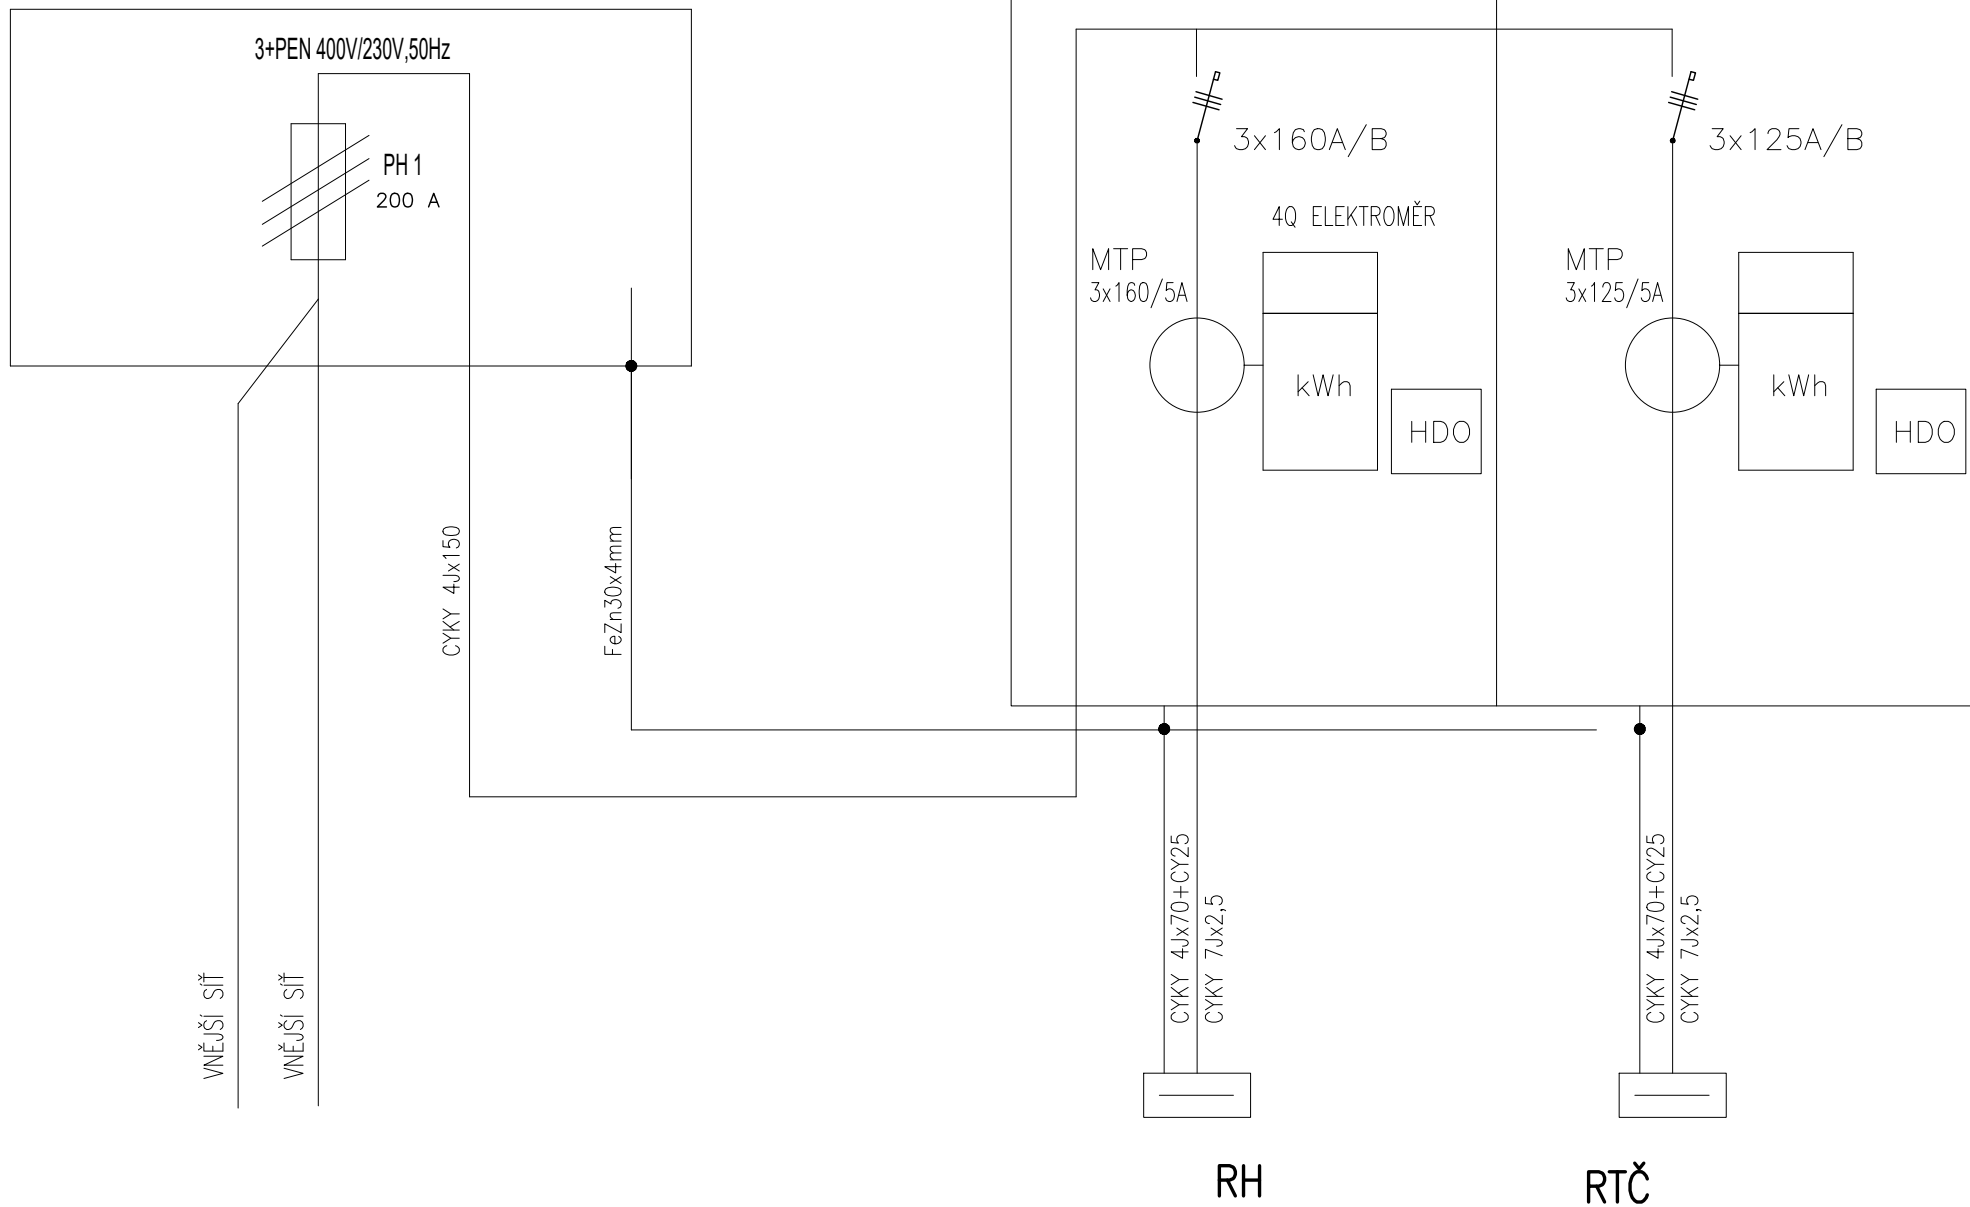 3+PEN 400V/230V,50Hz
PH 1
200 A
3x160A/B
3x125A/B
4Q ELEKTROMĚR
MTP
3x160/5A
MTP
3x125/5A
kWh
HDO
kWh
HDO
CYKY 4Jx150
FeZn30x4mm
VNĚJŠÍ SÍŤ
VNĚJŠÍ SÍŤ
CYKY 4Jx70+CY25
CYKY 7Jx2,5
CYKY 4Jx70+CY25
CYKY 7Jx2,5
RH
RTČ